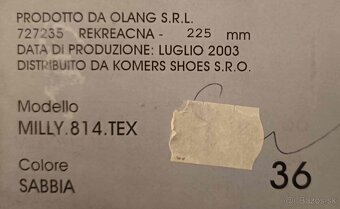 PRODOTTO DA OLANG S.R.L.
727235 REKREACNA - 225 mm
DATA DI PRODUZIONE: LUGLIO 2003
DISTRIBUITO DA KOMERS SHOES S.R.O.
Modello
MILLY.814.TEX
36
Colore
SABBIA